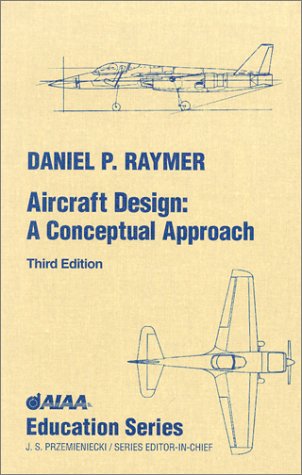 DANIEL P. RAYMER
Aircraft Design:
A Conceptual Approach
Third Edition
AIAA
Education Series
J. S. PRZEMIENIECKI / SERIES EDITOR-IN-CHIEF